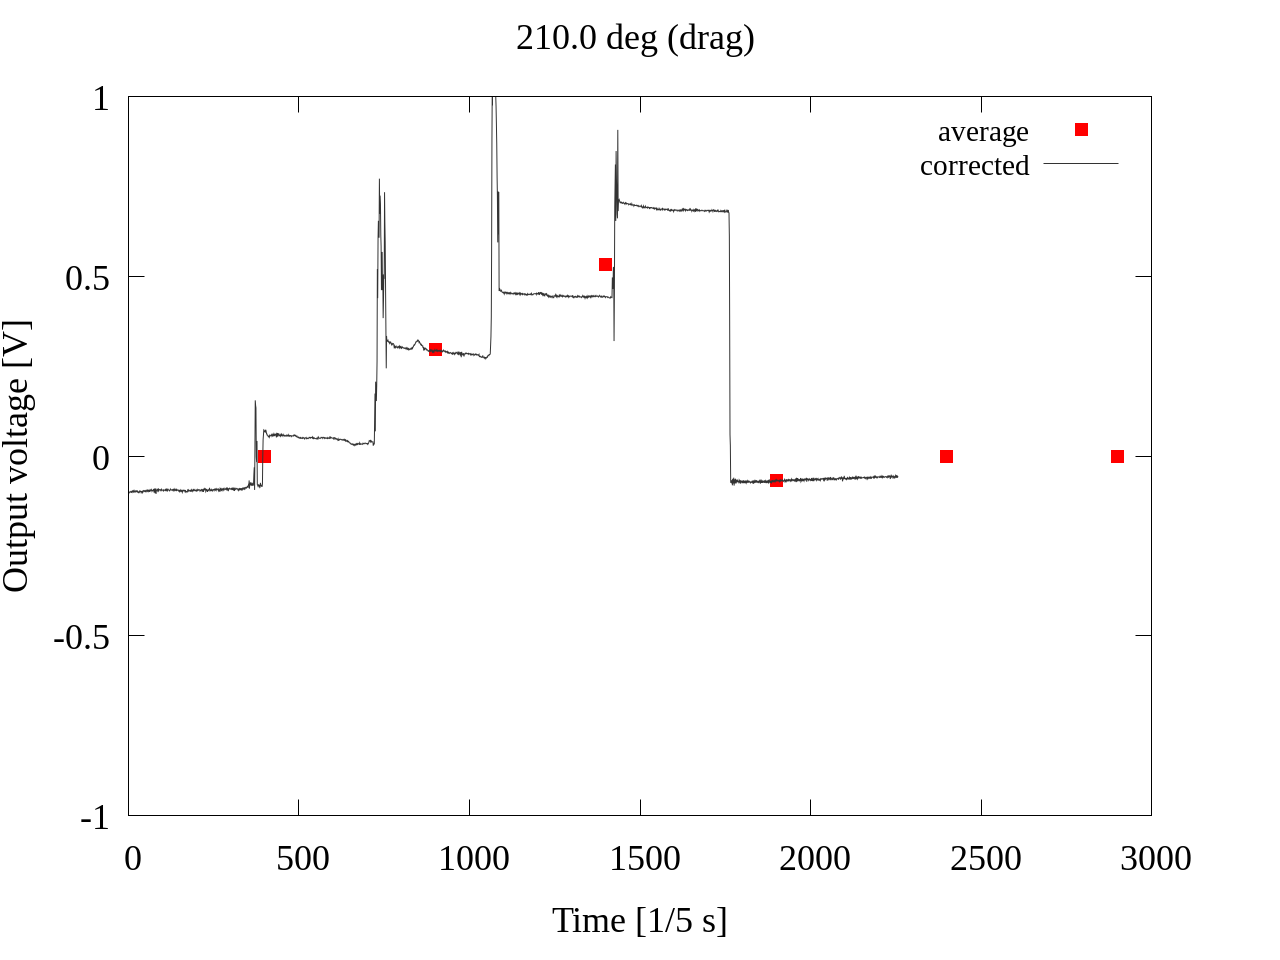 210.0 deg (drag)
average
corrected
1
0.5
0
-0.5
-1
Output voltage [V]
0 500 1000 1500 2000 2500 3000
Time [1/5 s]